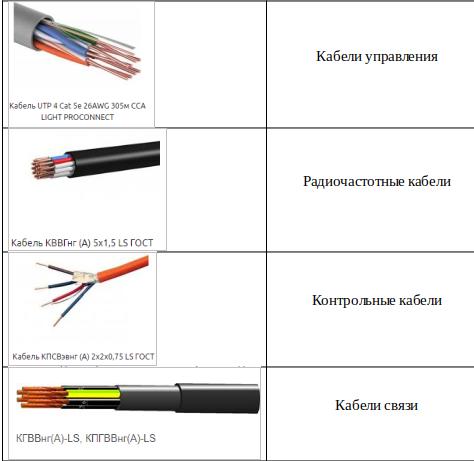 Кабели управления
Кабель UTP 4 Cat 5e 26AWG 305м CCA
LIGHT PROCONNECT
Радиочастотные кабели
Кабель КВВГнг (А) 5х1,5 LS ГОСТ
Контрольные кабели
Кабель КПСВэвнг (А) 2х2х0,75 LS ГОСТ
Кабели связи
КГВВнг(А)-LS, КПГВВнг(А)-LS